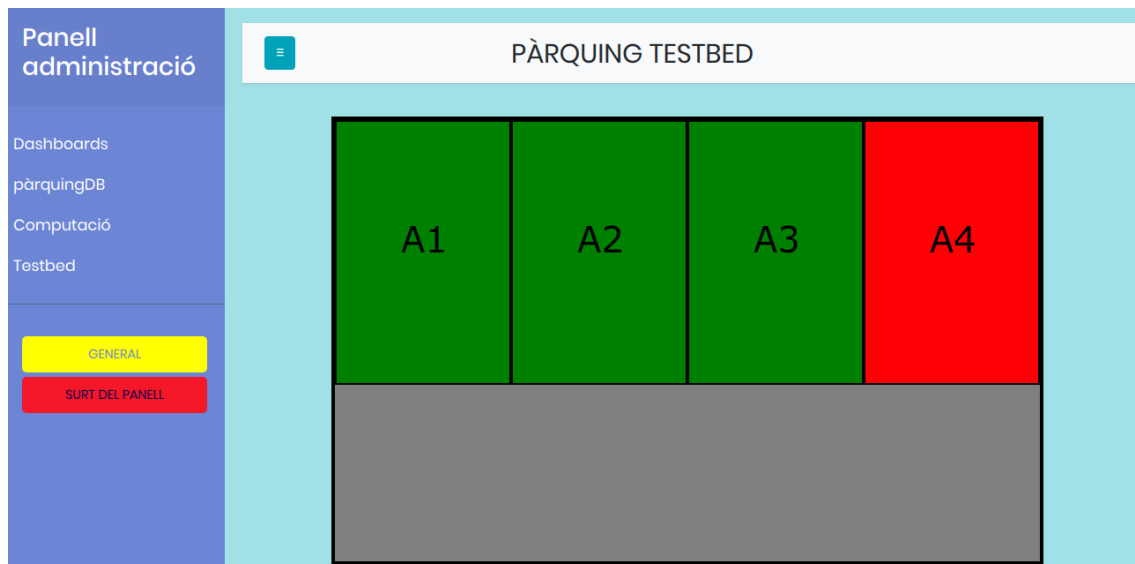 Panell
administració
PÀRQUING TESTBED
Dashboards
pàrquingDB
Computació
Testbed
GENERAL
SURT DEL PANELL
A1 A2 A3 A4